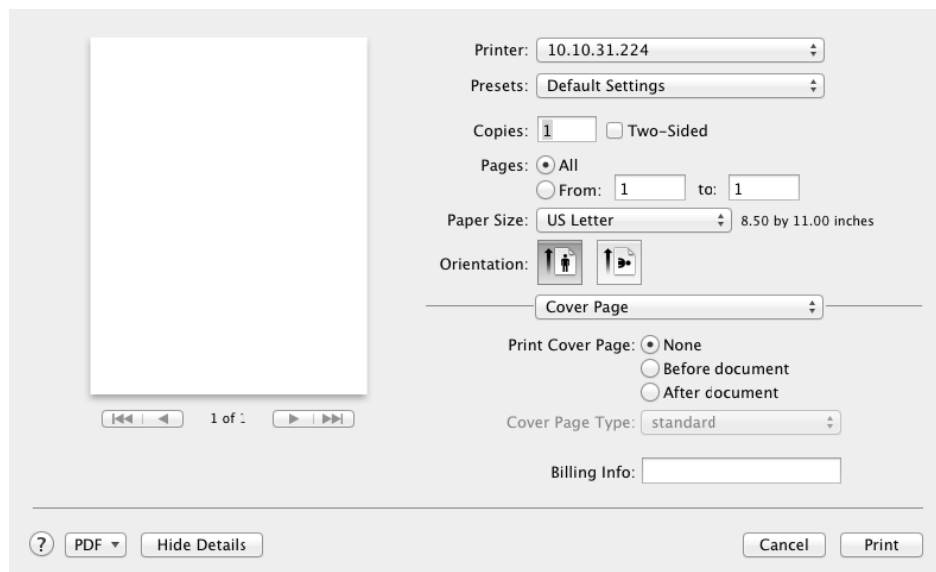 Printer: 10.10.31.224
Presets: Default Settings
Copies: 1 Two-Sided
Pages: All
From: 1 to: 1
Paper Size: US Letter 8.50 by 11.00 inches
Orientation:
Cover Page
Print Cover Page: None
Before document
After document
1 of
Cover Page Type: standard
Billing Info:
? PDF Hide Details Cancel Print